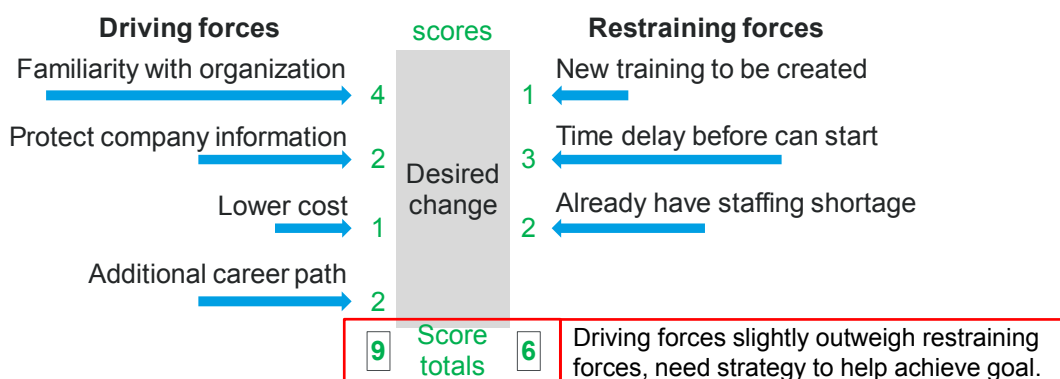 Driving forces
scores
Restraining forces
Familiarity with organization
4
1
New training to be created
Protect company information
2
3
Time delay before can start
Desired
change
Lower cost
1
2
Already have staffing shortage
Additional career path
2
9
Score
totals
6
Driving forces slightly outweigh restraining
forces, need strategy to help achieve goal.